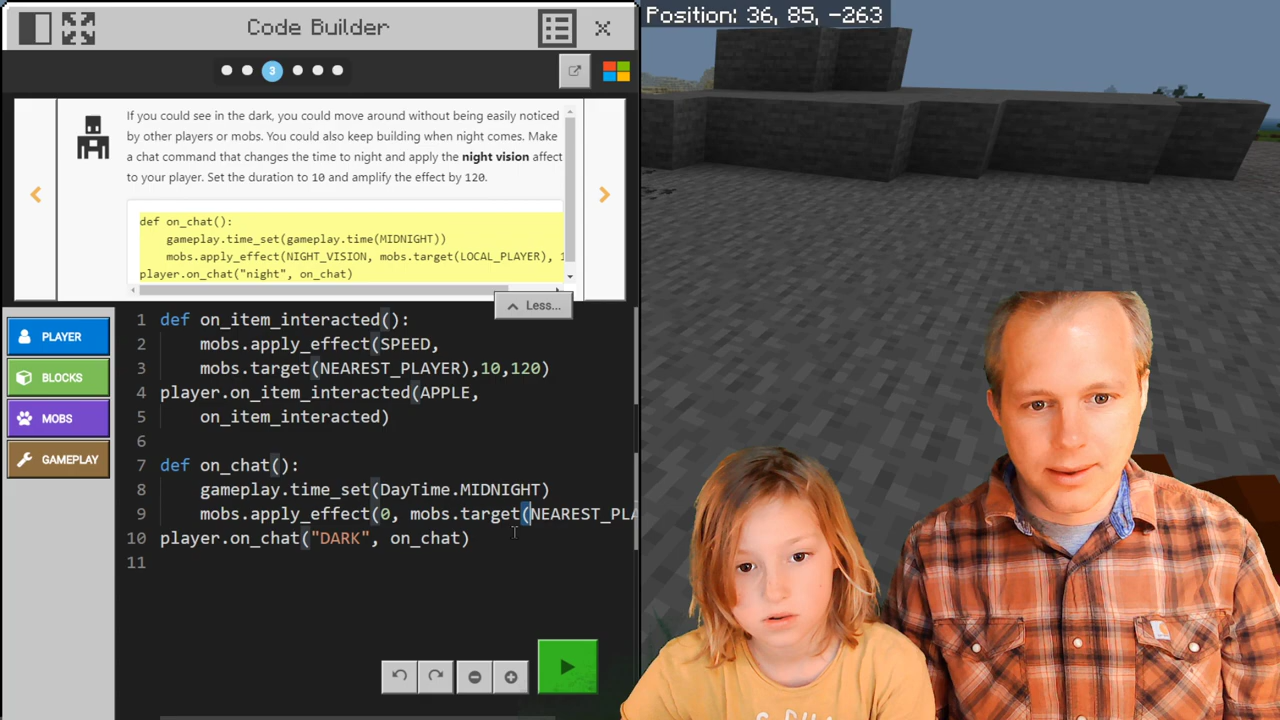 Code Builder
Position: 36, 85, -263
3
If you could see in the dark, you could move around without being easily noticed
by other players or mobs. You could also keep building when night comes. Make
a chat command that changes the time to night and apply the night vision affect
to your player. Set the duration to 10 and amplify the effect by 120.
def on_chat():
gameplay.time_set(gameplay.time(MIDNIGHT))
mobs.apply_effect(NIGHT_VISION, mobs.target(LOCAL_PLAYER), 1
player.on_chat("night", on_chat)
Less...
PLAYER
BLOCKS
MOBS
GAMEPLAY
1 def on_item_interacted():
2 mobs.apply_effect(SPEED,
3 mobs.target(NEAREST_PLAYER),10,120)
4 player.on_item_interacted(APPLE,
5 on_item_interacted)
6
7 def on_chat():
8 gameplay.time_set(DayTime.MIDNIGHT)
9 mobs.apply_effect(0, mobs.target(NEAREST_PLA
10 player.on_chat("DARK", on_chat)
11